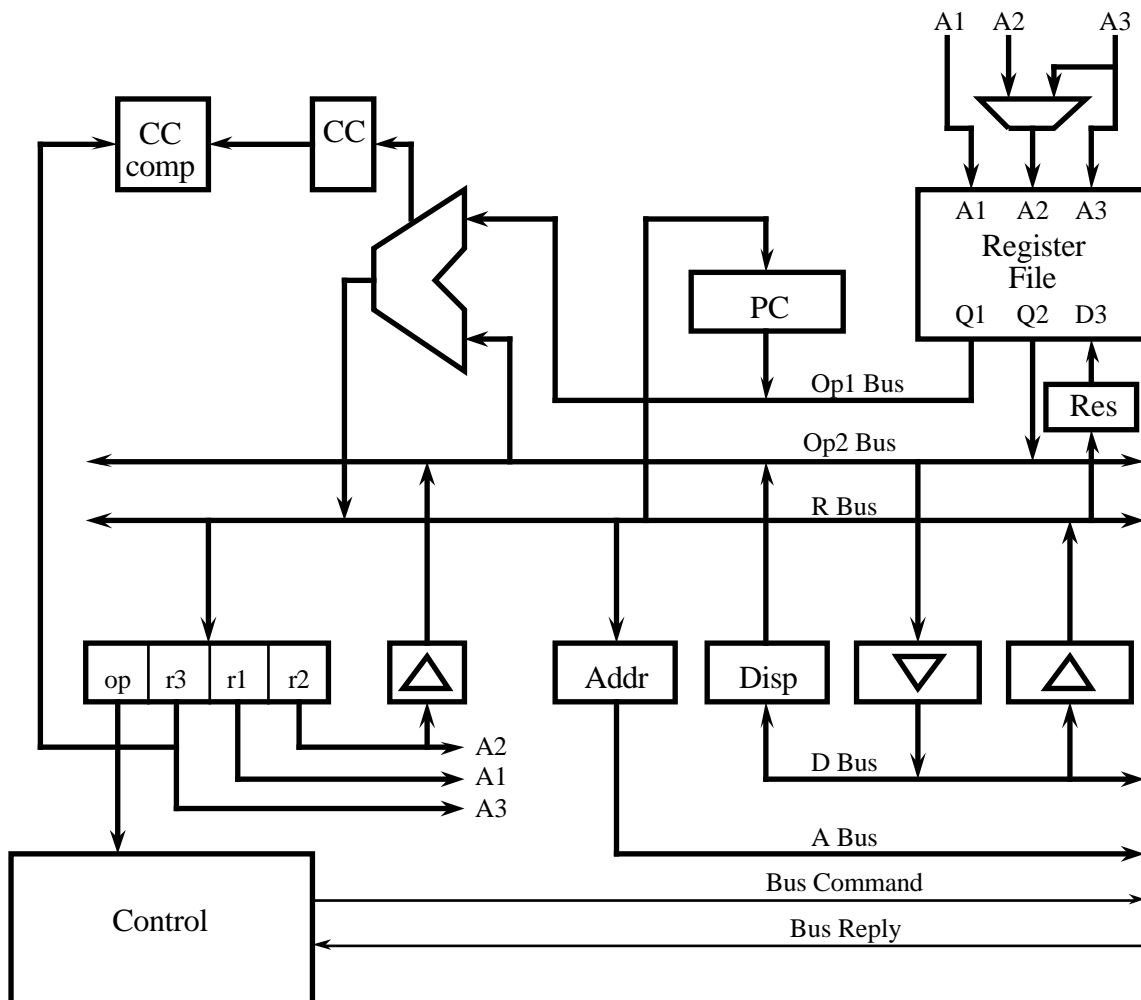 A1 A2 A3
CC
comp
CC
A1 A2 A3
Register
File
Q1 Q2 D3
PC
Op1 Bus
Res
Op2 Bus
R Bus
op r3 r1 r2
Addr
Disp
A2
A1
A3
D Bus
A Bus
Bus Command
Control
Bus Reply